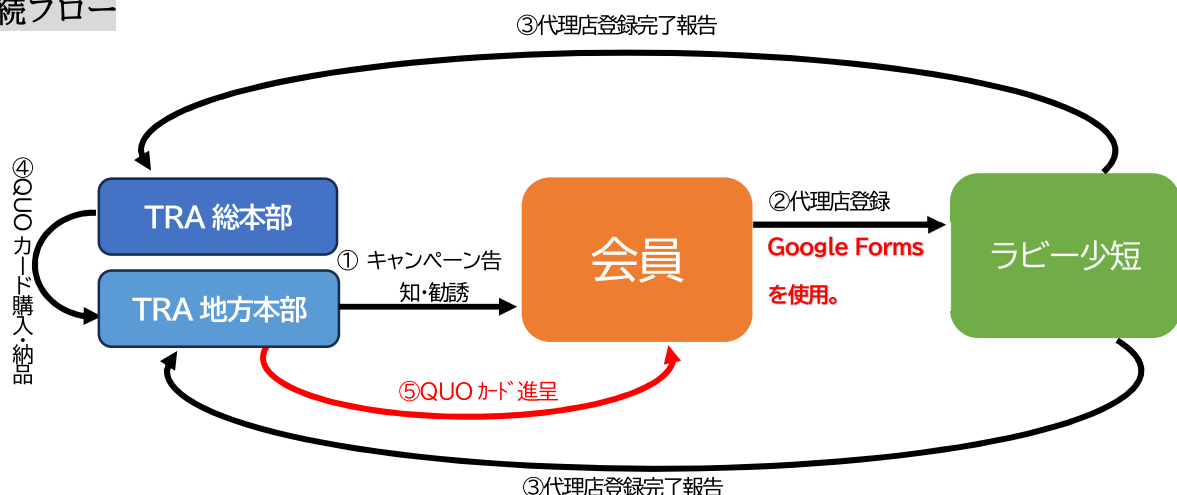 続フロー
③代理店登録完了報告
④QUOカード購入・納品
TRA 総本部
TRA 地方本部
① キャンペーン告
知・勧誘
会員
②代理店登録
Google Forms
を使用。
ラビー少短
⑤QUO ｶｰﾄﾞ進呈
③代理店登録完了報告